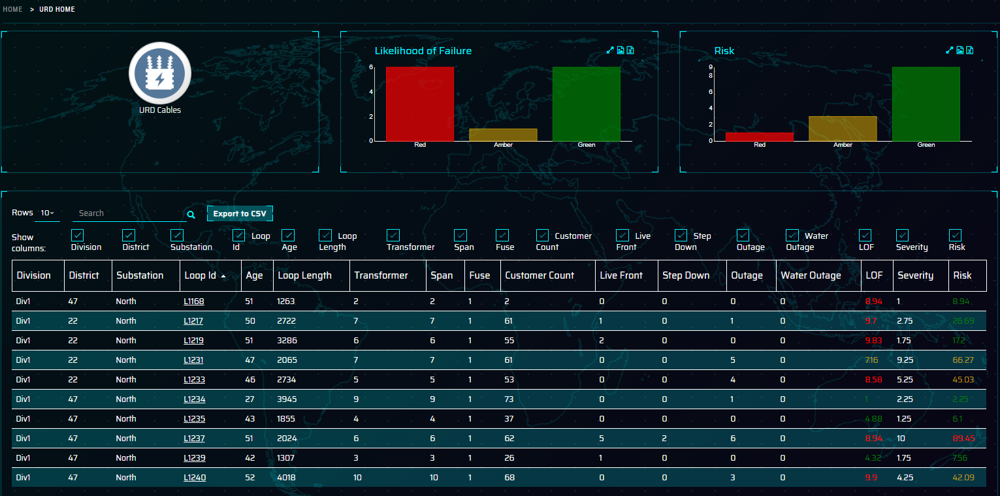 HOME > URD HOME
URD Cables
Likelihood of Failure
6
4
2
0
Red Amber Green
Risk
9
8
6
4
2
0
Red Amber Green
Rows 10 Search Export to CSV
Show columns: Division District Substation Loop Id Age Loop Length Transformer Span Fuse Customer Count Live Front Step Down Outage Water Outage LOF Severity Risk
Division District Substation Loop Id Age Loop Length Transformer Span Fuse Customer Count Live Front Step Down Outage Water Outage LOF Severity Risk
Div1 47 North L1168 51 1263 2 2 1 2 0 0 0 0 8.94 1 8.94
Div1 22 North L1217 50 2722 7 7 1 61 1 0 1 0 9.7 2.75 26.69
Div1 22 North L1219 51 3286 6 6 1 55 2 0 0 0 9.83 1.75 17.2
Div1 22 North L1231 47 2065 7 7 1 61 0 0 5 0 7.16 9.25 66.27
Div1 22 North L1233 46 2734 5 5 1 53 0 0 4 0 8.58 5.25 45.03
Div1 47 North L1234 27 3945 9 9 1 73 0 0 1 0 1 2.25 2.25
Div1 47 North L1235 43 1855 4 4 1 37 0 0 0 0 4.88 1.25 6.1
Div1 47 North L1237 51 2024 6 6 1 62 5 2 6 0 8.94 10 89.45
Div1 47 North L1239 42 1307 3 3 1 26 1 0 0 0 4.32 1.75 7.56
Div1 47 North L1240 52 4018 10 10 1 68 0 0 3 0 9.9 4.25 42.09